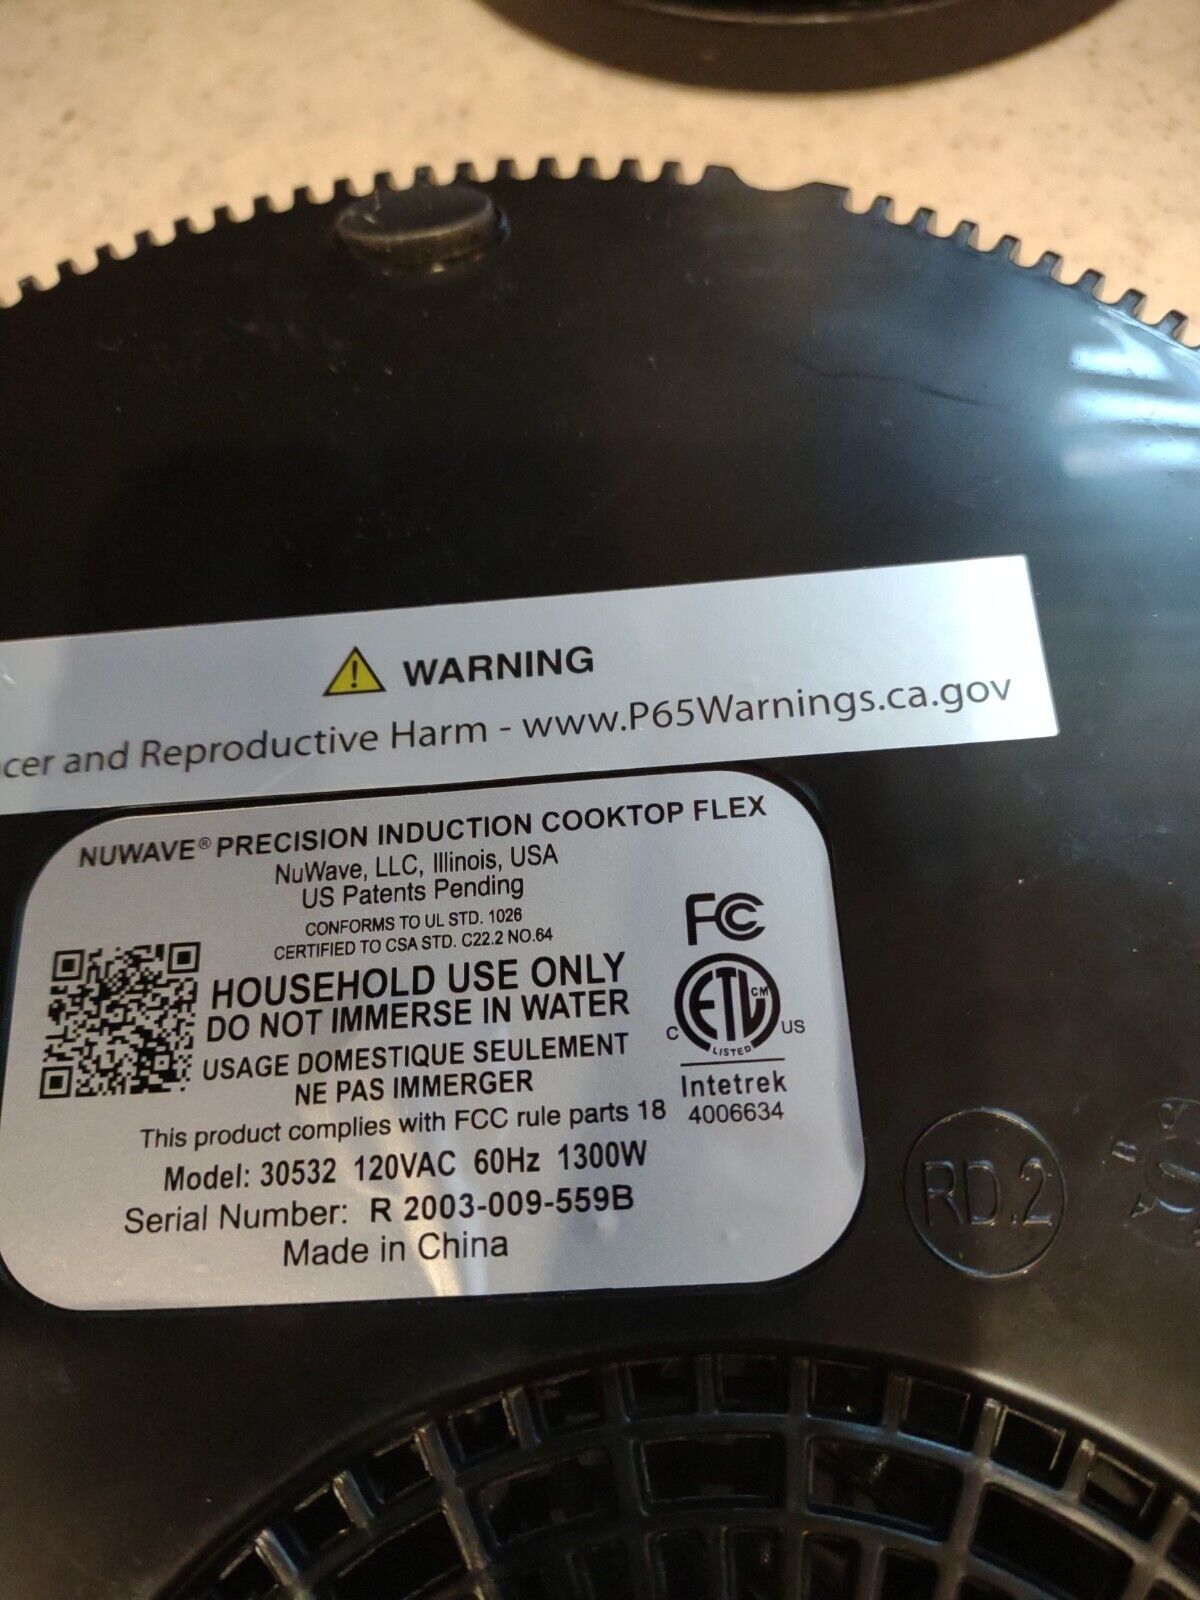 WARNING
cer and Reproductive Harm - www.P65Warnings.ca.gov
NUWAVE® PRECISION INDUCTION COOKTOP FLEX
NuWave, LLC, Illinois, USA
US Patents Pending
CONFORMS TO UL STD. 1026
CERTIFIED TO CSA STD. C22.2 NO.64
HOUSEHOLD USE ONLY
DO NOT IMMERSE IN WATER
USAGE DOMESTIQUE SEULEMENT
NE PAS IMMERGER
This product complies with FCC rule parts 18
Model: 30532 120VAC 60Hz 1300W
Serial Number: R 2003-009-559B
Made in China
FC
ETL CM
LISTED
C US
Intetrek
4006634
RD.2